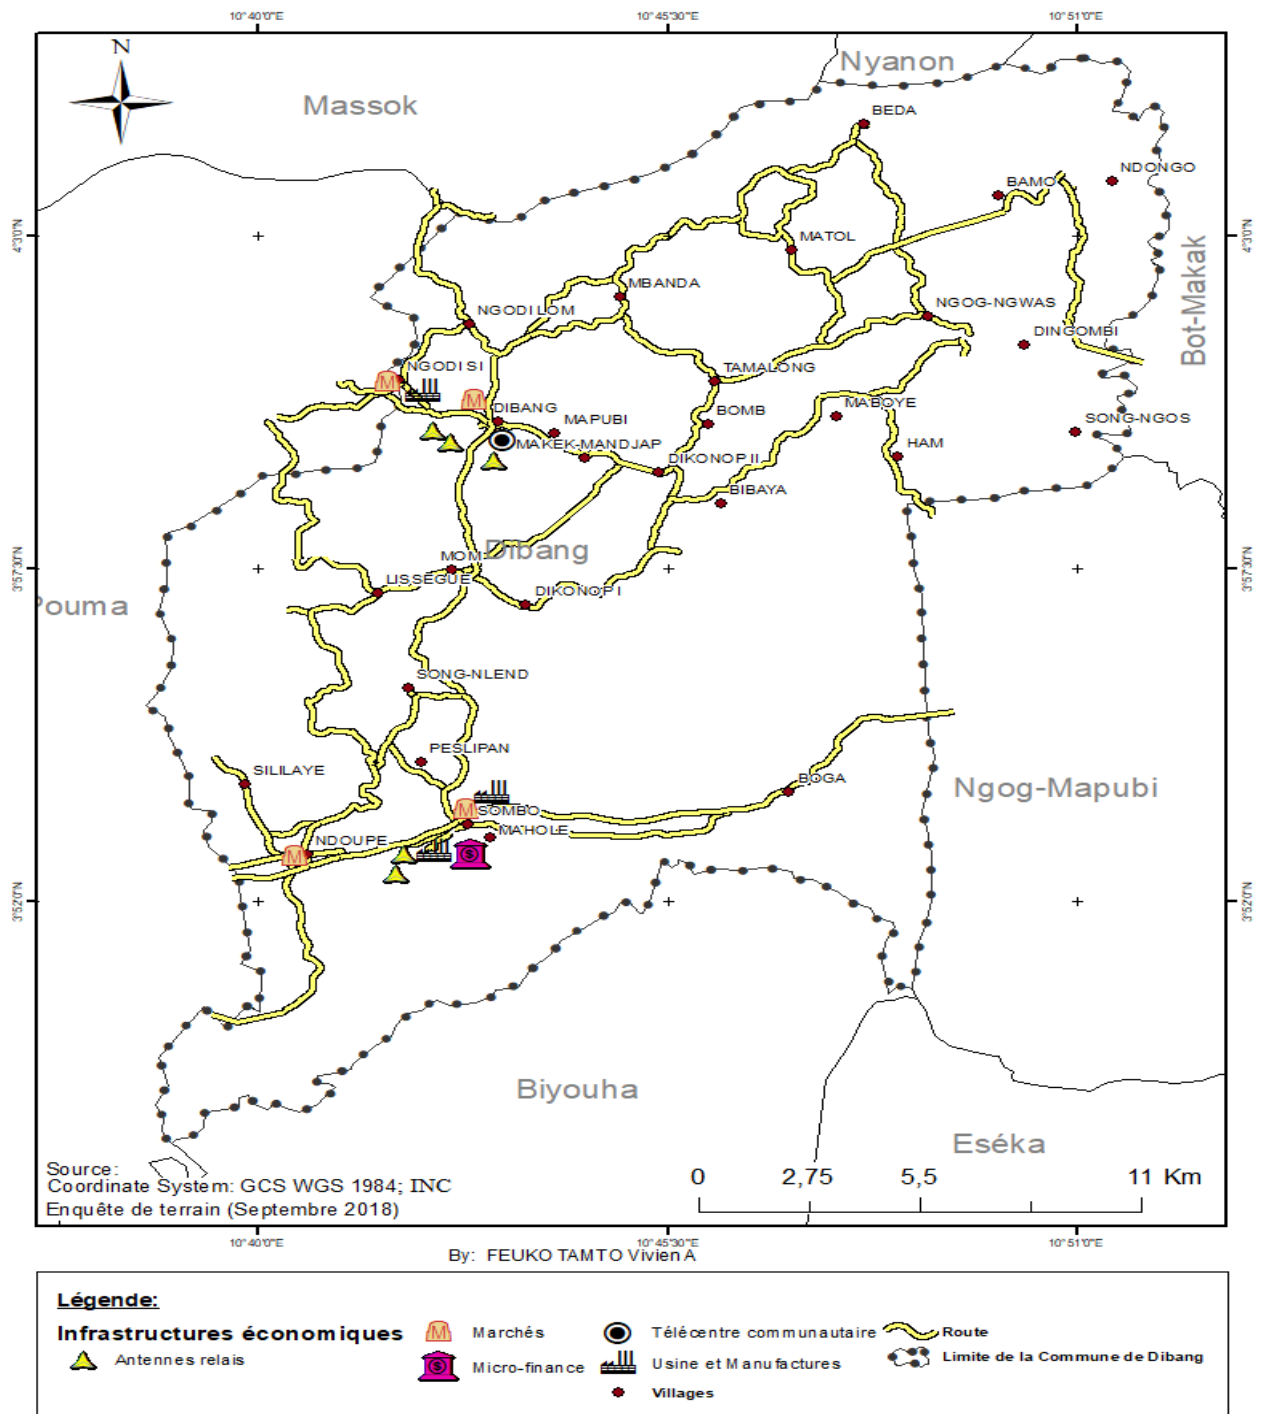 10°40'0"E
10°45'30"E
10°51'0"E
N
Nyanon
Massok
BEDA
NDONGO
BAMO
4°3'0"N
4°3'0"N
MATOL
Bot-Makak
MBANDA
NGODILOM
NGOG-NGWAS
DINGOMBI
NGODISI
TAMALONG
M
M
DIBANG
MAPUBI
BOMB
MABOYE
SONG-NGOS
MAKEK-MANDJAP
HAM
DIKONOP II
BIBAYA
Dibang
MOM
3°57'30"N
3°57'30"N
LISSEGUE
DIKONOP I
Pouma
SONG-NLEND
PESLIPAN
SILILAYE
BOGA
Ngog-Mapubi
M
SOMBO
MAHOLE
NDOUPE
M
$
3°52'0"N
3°52'0"N
Biyouha
Eséka
Source:
Coordinate System: GCS WGS 1984; INC
Enquête de terrain (Septembre 2018)
0 2,75 5,5 11 Km
10°40'0"E
10°45'30"E
10°51'0"E
By: FEUKO TAMTO Vivien A
Légende:
Infrastructures économiques
Antennes relais
M Marchés
$ Micro-finance
Télécentre communautaire
Usine et Manufactures
Villages
Route
Limite de la Commune de Dibang